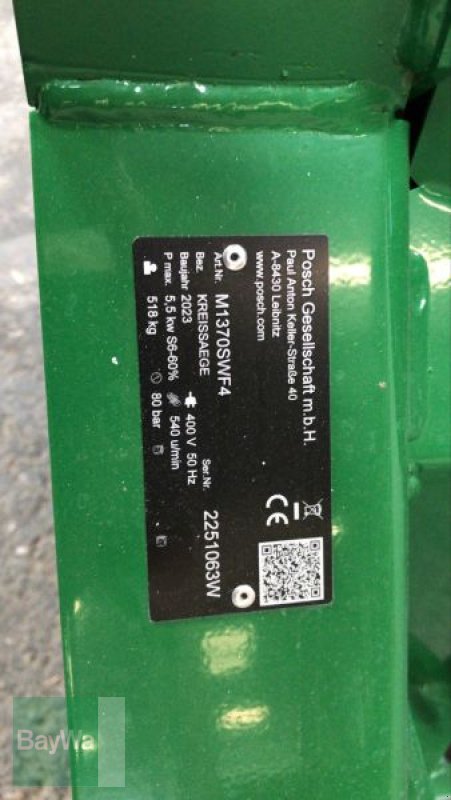 Posch Gesellschaft m.b.H.
Paul Anton Keller-Straße 40
A-8430 Leibnitz
www.posch.com
Art.Nr. M1370SWF4 Ser.Nr. 2251063W
Bez. KREISSAEGE
Baujahr 2023 400 V 50 Hz
P max. 5,5 kw S6-60% 540 u/min
518 kg 80 bar
CE
BayWa